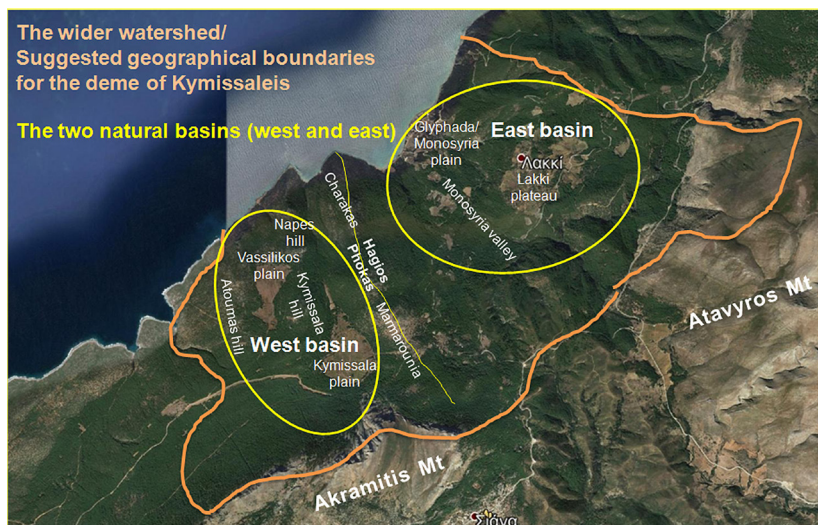 The wider watershed/
Suggested geographical boundaries
for the deme of Kymissaleis
The two natural basins (west and east)
Glyphada/
Monosyria
plain
East basin
Λακκί
Lakki
plateau
Monosyria valley
Charakas
Hagios
Phokas
Marmarounia
Napes
hill
Vassilikos
plain
Kymissala
hill
Atoumas hill
West basin
Kymissala
plain
Atavyros Mt
Akramitis Mt
Σιάνα